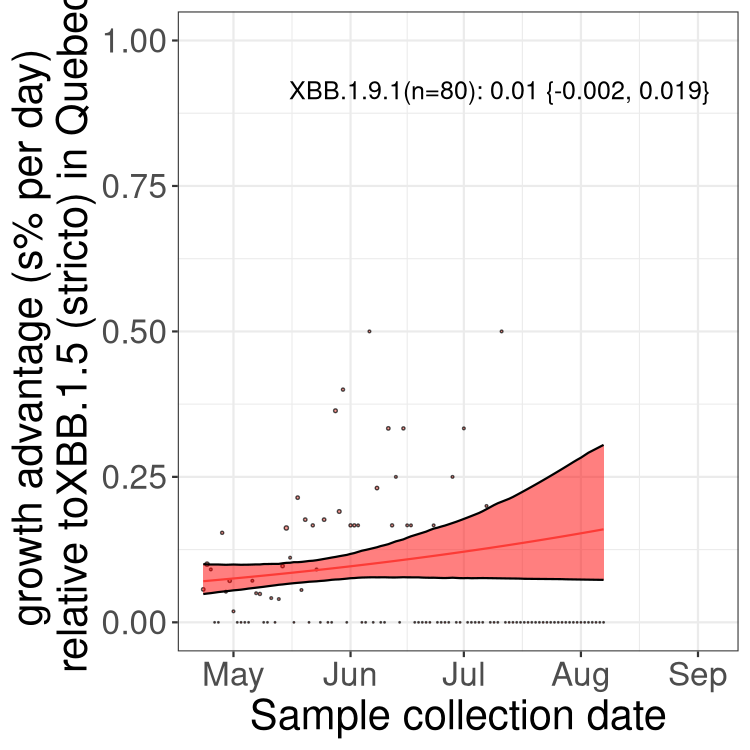 growth advantage (s% per day)
relative toXBB.1.5 (stricto) in Quebec
1.00
0.75
0.50
0.25
0.00
XBB.1.9.1(n=80): 0.01 {-0.002, 0.019}
May Jun Jul Aug Sep
Sample collection date